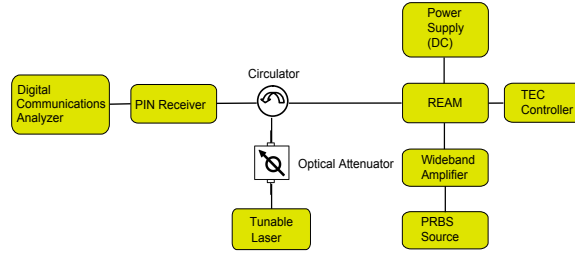 Power
Supply
(DC)
Circulator
Digital
Communications
Analyzer
PIN Receiver
REAM
TEC
Controller
Optical Attenuator
Wideband
Amplifier
Tunable
Laser
PRBS
Source